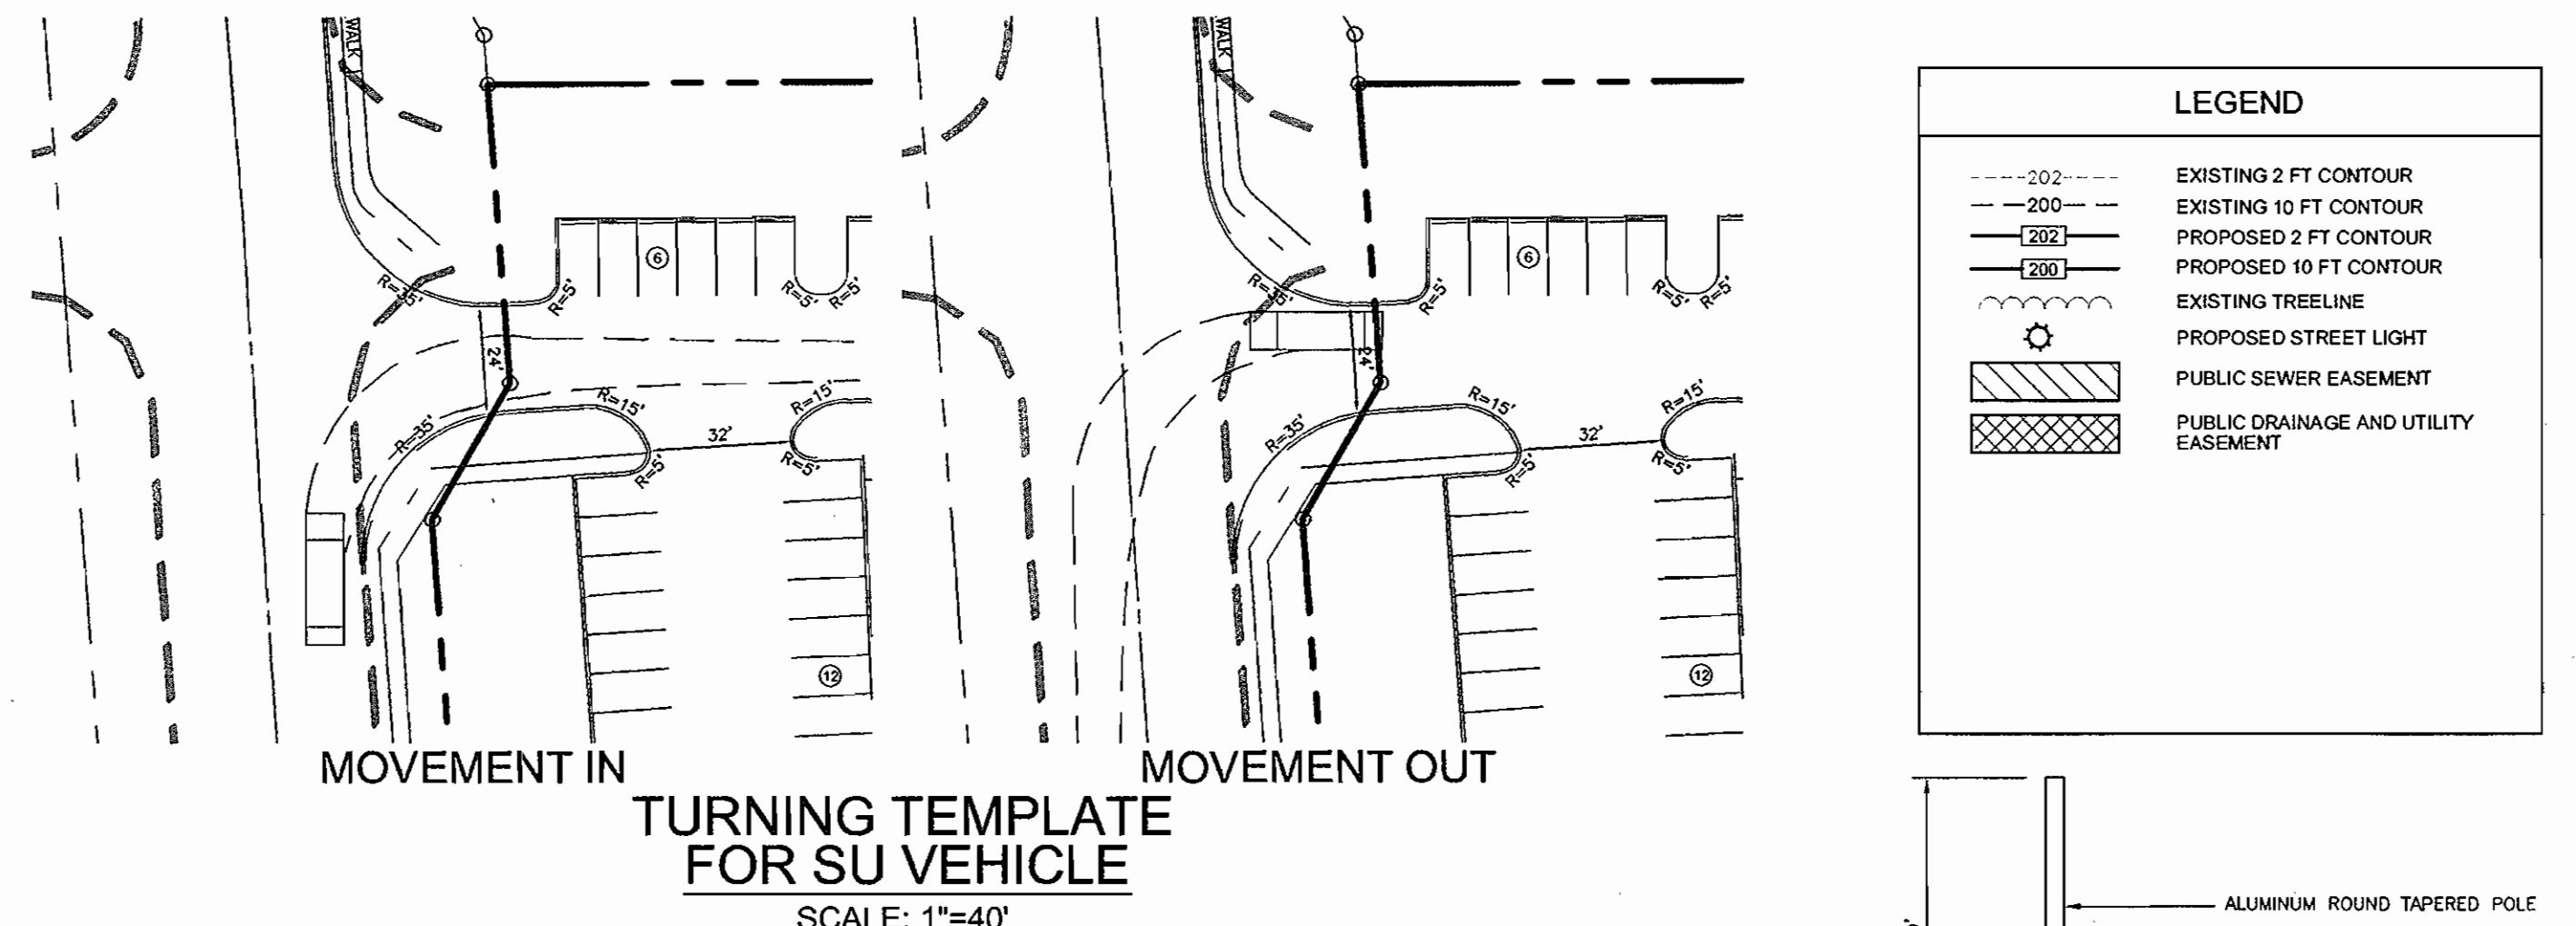 WALK
R=35'
R=5'
6
R=5'
R=5'
24'
R=35'
R=15'
R=5'
32'
R=15'
R=5'
12
MOVEMENT IN
WALK
R=35'
R=5'
6
R=5'
R=5'
24'
R=35'
R=15'
R=5'
32'
R=15'
R=5'
12
MOVEMENT OUT
TURNING TEMPLATE
FOR SU VEHICLE
SCALE: 1"=40'
LEGEND
202 EXISTING 2 FT CONTOUR
200 EXISTING 10 FT CONTOUR
202 PROPOSED 2 FT CONTOUR
200 PROPOSED 10 FT CONTOUR
EXISTING TREELINE
PROPOSED STREET LIGHT
PUBLIC SEWER EASEMENT
PUBLIC DRAINAGE AND UTILITY
EASEMENT
ALUMINUM ROUND TAPERED POLE